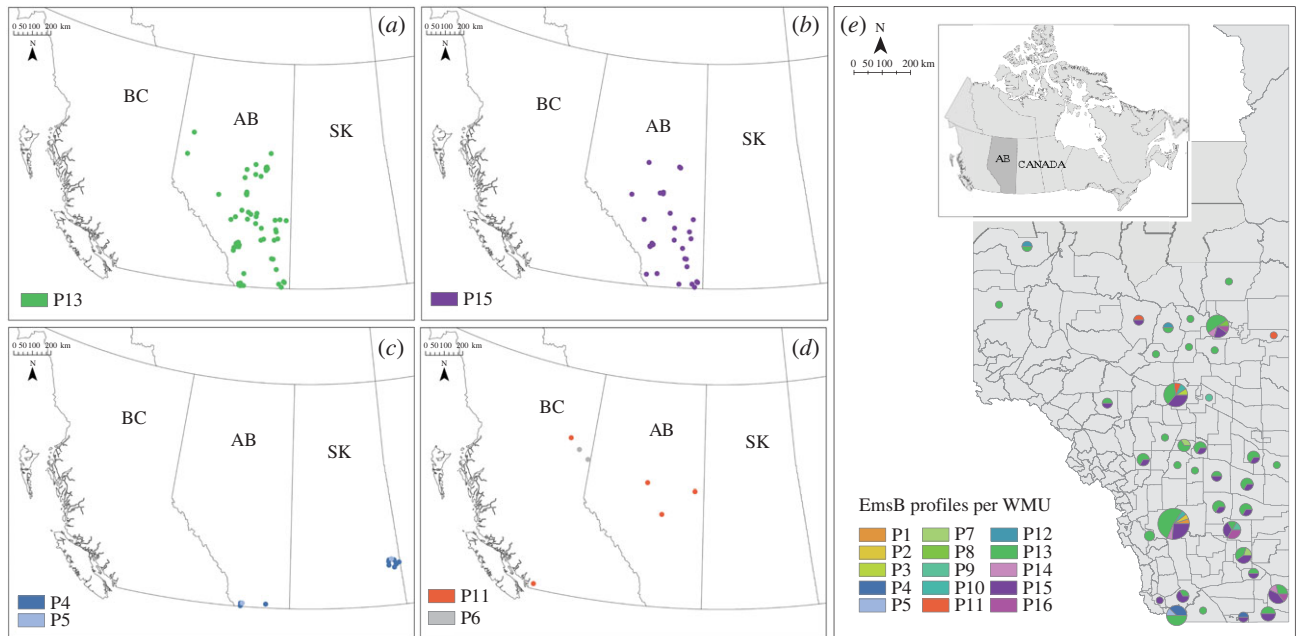 (a)
0 50 100 200 km
N
BC
AB
SK
P13
(b)
0 50 100 200 km
N
BC
AB
SK
P15
(c)
0 50 100 200 km
N
BC
AB
SK
P4
P5
(d)
0 50 100 200 km
N
BC
AB
SK
P11
P6
(e)
N
0 50 100 200 km
AB
CANADA
EmsB profiles per WMU
P1 P7 P12
P2 P8 P13
P3 P9 P14
P4 P10 P15
P5 P11 P16